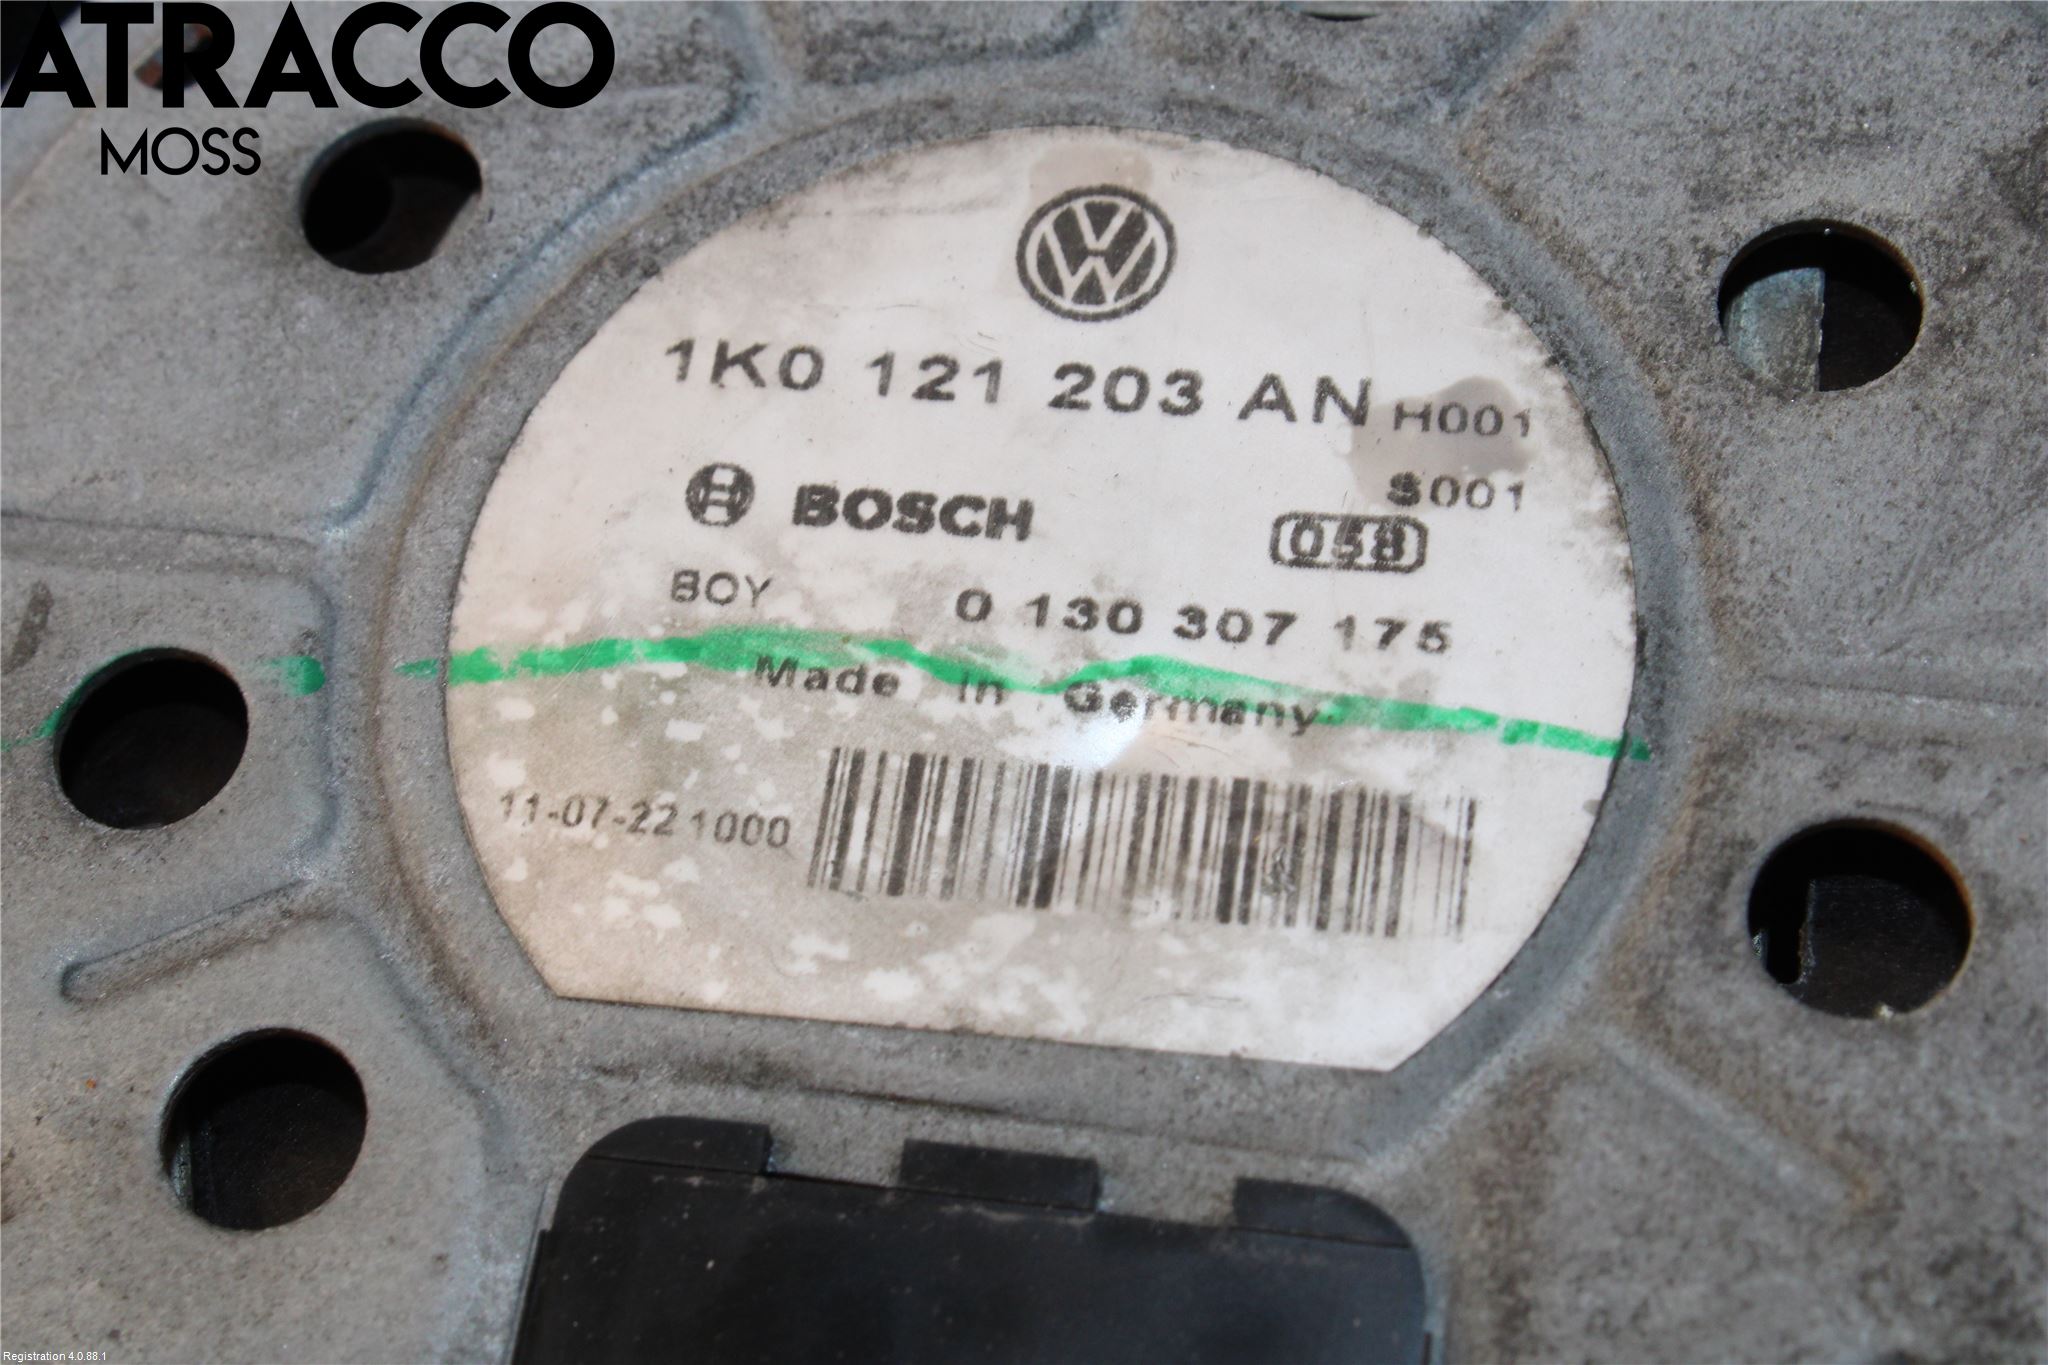 ATRACCO
MOSS
1K0 121 203 AN H001
S001
BOSCH
058
BOY 0 130 307 175
Made in Germany
11-07-22 1000
Registration 4.0.88.1